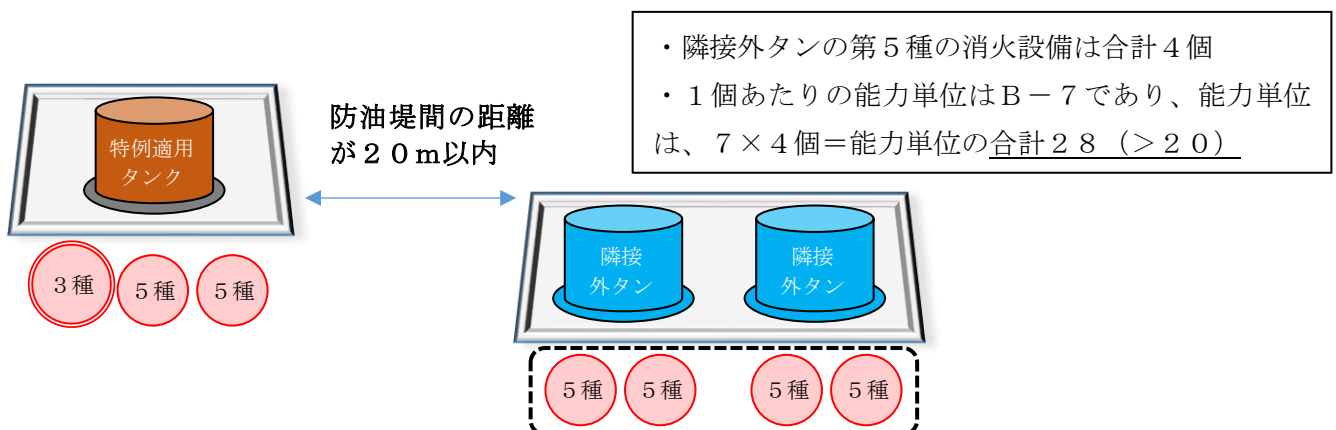 ・隣接外タンの第５種の消火設備は合計４個
・１個あたりの能力単位はＢ－７であり、能力単位
は、７×４個＝能力単位の合計２８（＞２０）
防油堤間の距離
が２０ｍ以内
特例適用
タンク
３種
５種
５種
隣接
外タン
隣接
外タン
５種
５種
５種
５種